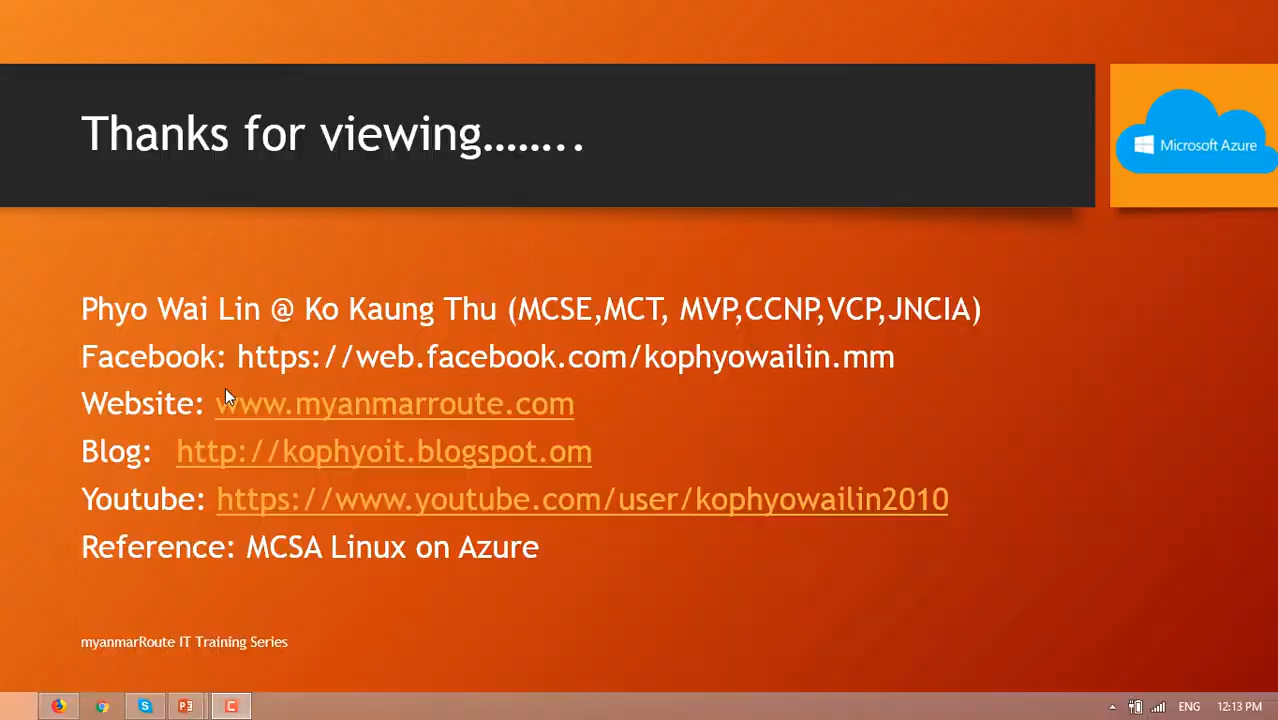 Thanks for viewing……..
Microsoft Azure
Phyo Wai Lin @ Ko Kaung Thu (MCSE,MCT, MVP,CCNP,VCP,JNCIA)
Facebook: https://web.facebook.com/kophyowailin.mm
Website: www.myanmarroute.com
Blog: http://kophyoit.blogspot.om
Youtube: https://www.youtube.com/user/kophyowailin2010
Reference: MCSA Linux on Azure
myanmarRoute IT Training Series
ENG 12:13 PM